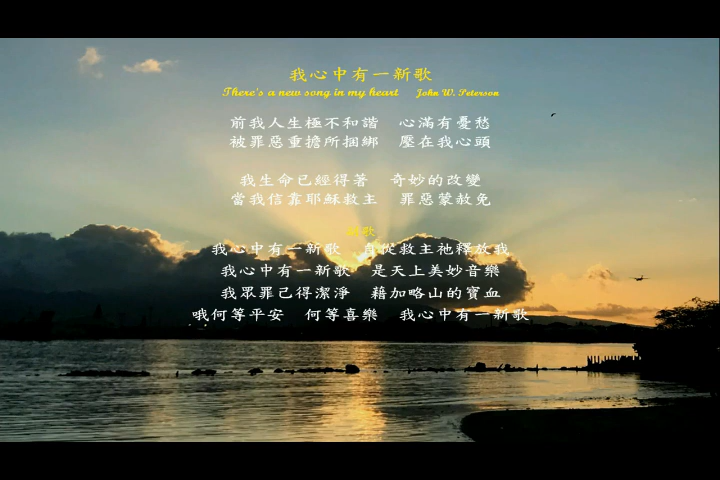 我心中有一新歌
There's a new song in my heart John W. Peterson
前我人生極不和諧 心滿有憂愁
被罪惡重擔所捆綁 壓在我心頭
我生命已經得著 奇妙的改變
當我信靠耶穌救主 罪惡蒙赦免
副歌
我心中有一新歌 自從救主祂釋放我
我心中有一新歌 是天上美妙音樂
我眾罪已得潔淨 藉加略山的寶血
哦何等平安 何等喜樂 我心中有一新歌